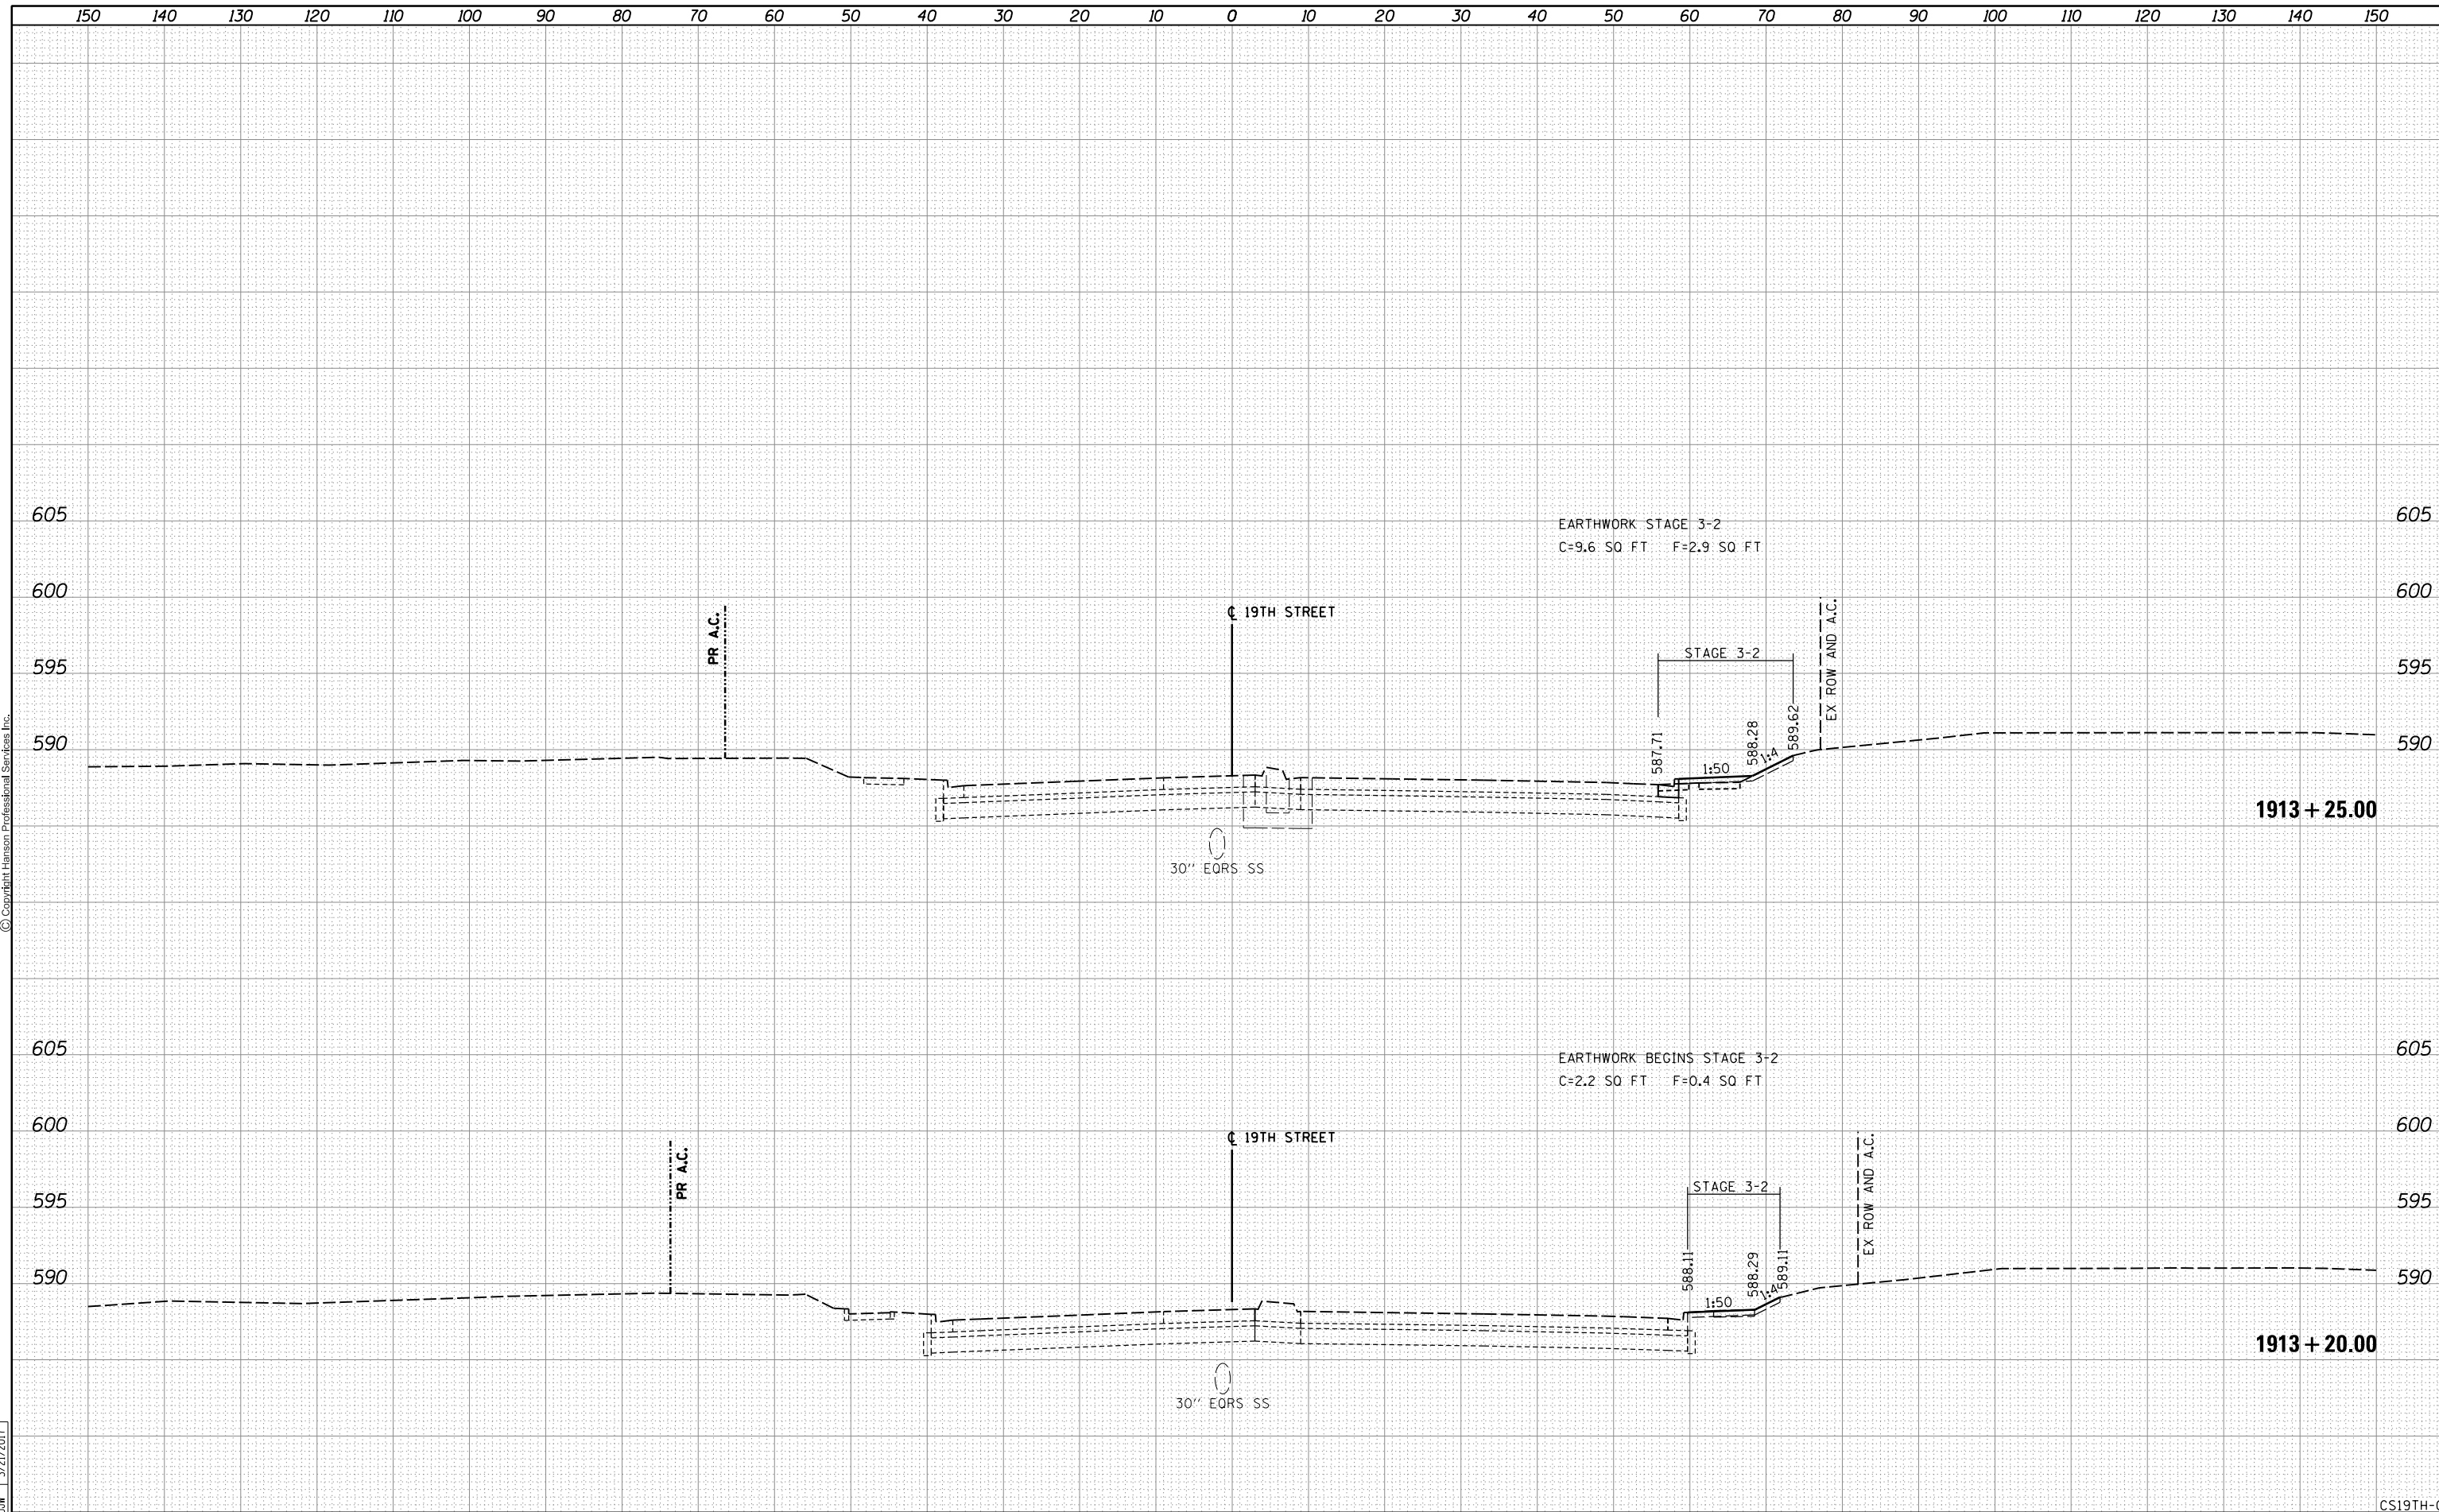 150 140 130 120 110 100 90 80 70 60 50 40 30 20 10 0 10 20 30 40 50 60 70 80 90 100 110 120 130 140 150
605 605
EARTHWORK STAGE 3-2
C=9.6 SQ FT F=2.9 SQ FT
600 600
PR A.C.
℄ 19TH STREET
EX ROW AND A.C.
595 595
STAGE 3-2
590 590
587.71
588.28
589.62
1:50
1:4
1913+25.00
30'' EQRS SS
© Copyright Hanson Professional Services Inc.
605 605
EARTHWORK BEGINS STAGE 3-2
C=2.2 SQ FT F=0.4 SQ FT
600 600
PR A.C.
℄ 19TH STREET
EX ROW AND A.C.
595 595
STAGE 3-2
590 590
588.11
588.29
589.11
1:50
1:4
1913+20.00
30'' EQRS SS